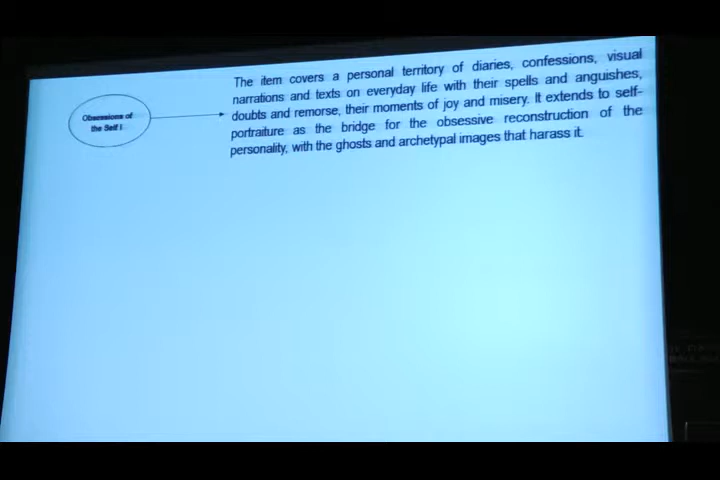 Obsessions of
the Self I
The item covers a personal territory of diaries, confessions, visual
narrations and texts on everyday life with their spells and anguishes,
doubts and remorse, their moments of joy and misery. It extends to self-
portraiture as the bridge for the obsessive reconstruction of the
personality, with the ghosts and archetypal images that harass it.